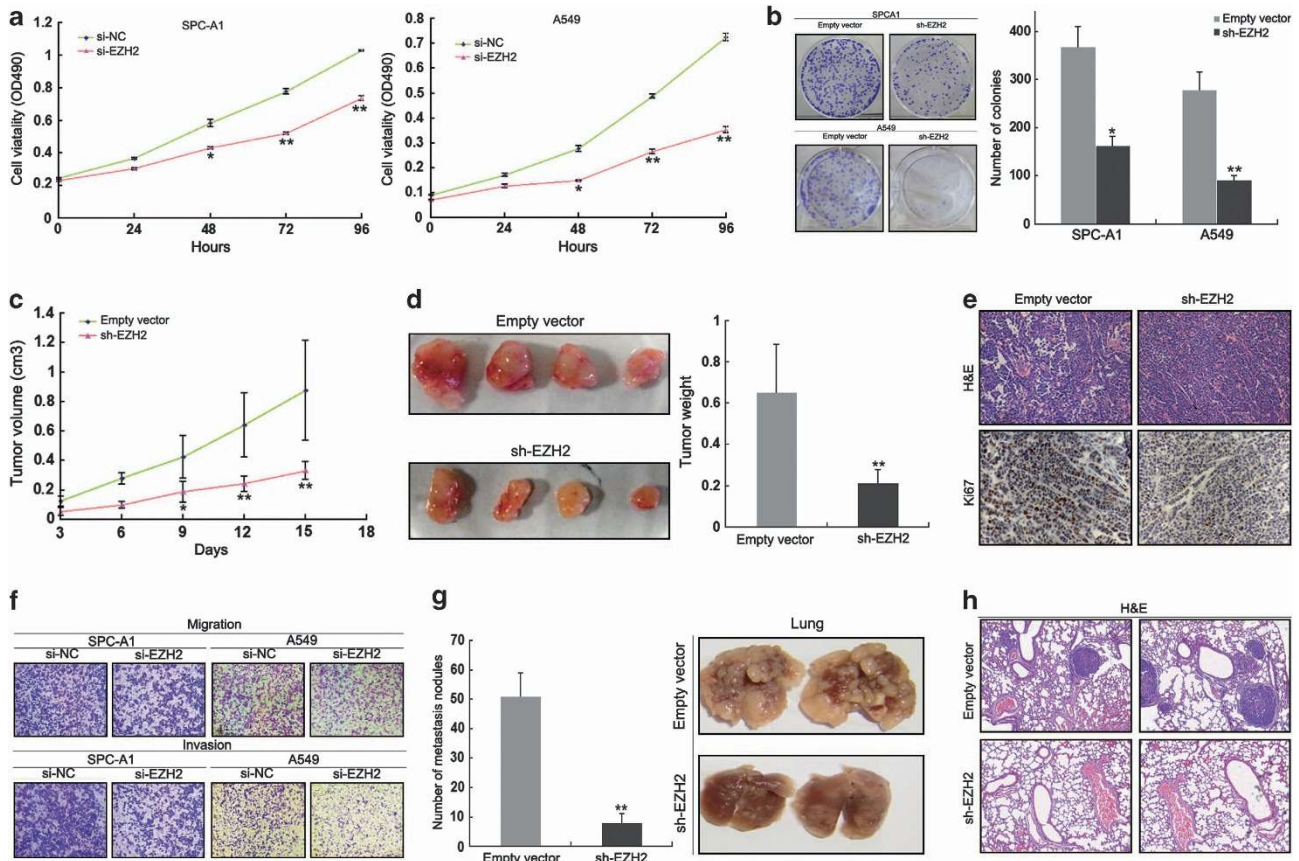 a
SPC-A1
si-NC
si-EZH2
Cell viatality (OD490)
1.2
1
0.8
0.6
0.4
0.2
0
*
**
**
0 24 48 72 96
Hours
A549
si-NC
si-EZH2
Cell viatality (OD490)
0.8
0.7
0.6
0.5
0.4
0.3
0.2
0.1
0
*
**
**
0 24 48 72 96
Hours
b
SPCA1
Empty vector sh-EZH2
A549
Empty vector sh-EZH2
Empty vector
sh-EZH2
Number of colonies
400
300
200
100
0
*
**
SPC-A1 A549
c
Empty vector
sh-EZH2
Tumor volume (cm3)
1.4
1.2
1
0.8
0.6
0.4
0.2
0
*
**
**
3 6 9 12 15 18
Days
d
Empty vector
sh-EZH2
Tumor weight
1
0.8
0.6
0.4
0.2
0
**
Empty vector sh-EZH2
e
Empty vector sh-EZH2
H&E
Ki67
f
Migration
SPC-A1 A549
si-NC si-EZH2 si-NC si-EZH2
Invasion
SPC-A1 A549
si-NC si-EZH2 si-NC si-EZH2
g
Number of metastasis nodules
70
60
50
40
30
20
10
0
**
Empty vector sh-EZH2
Lung
Empty vector
sh-EZH2
h
H&E
Empty vector
sh-EZH2